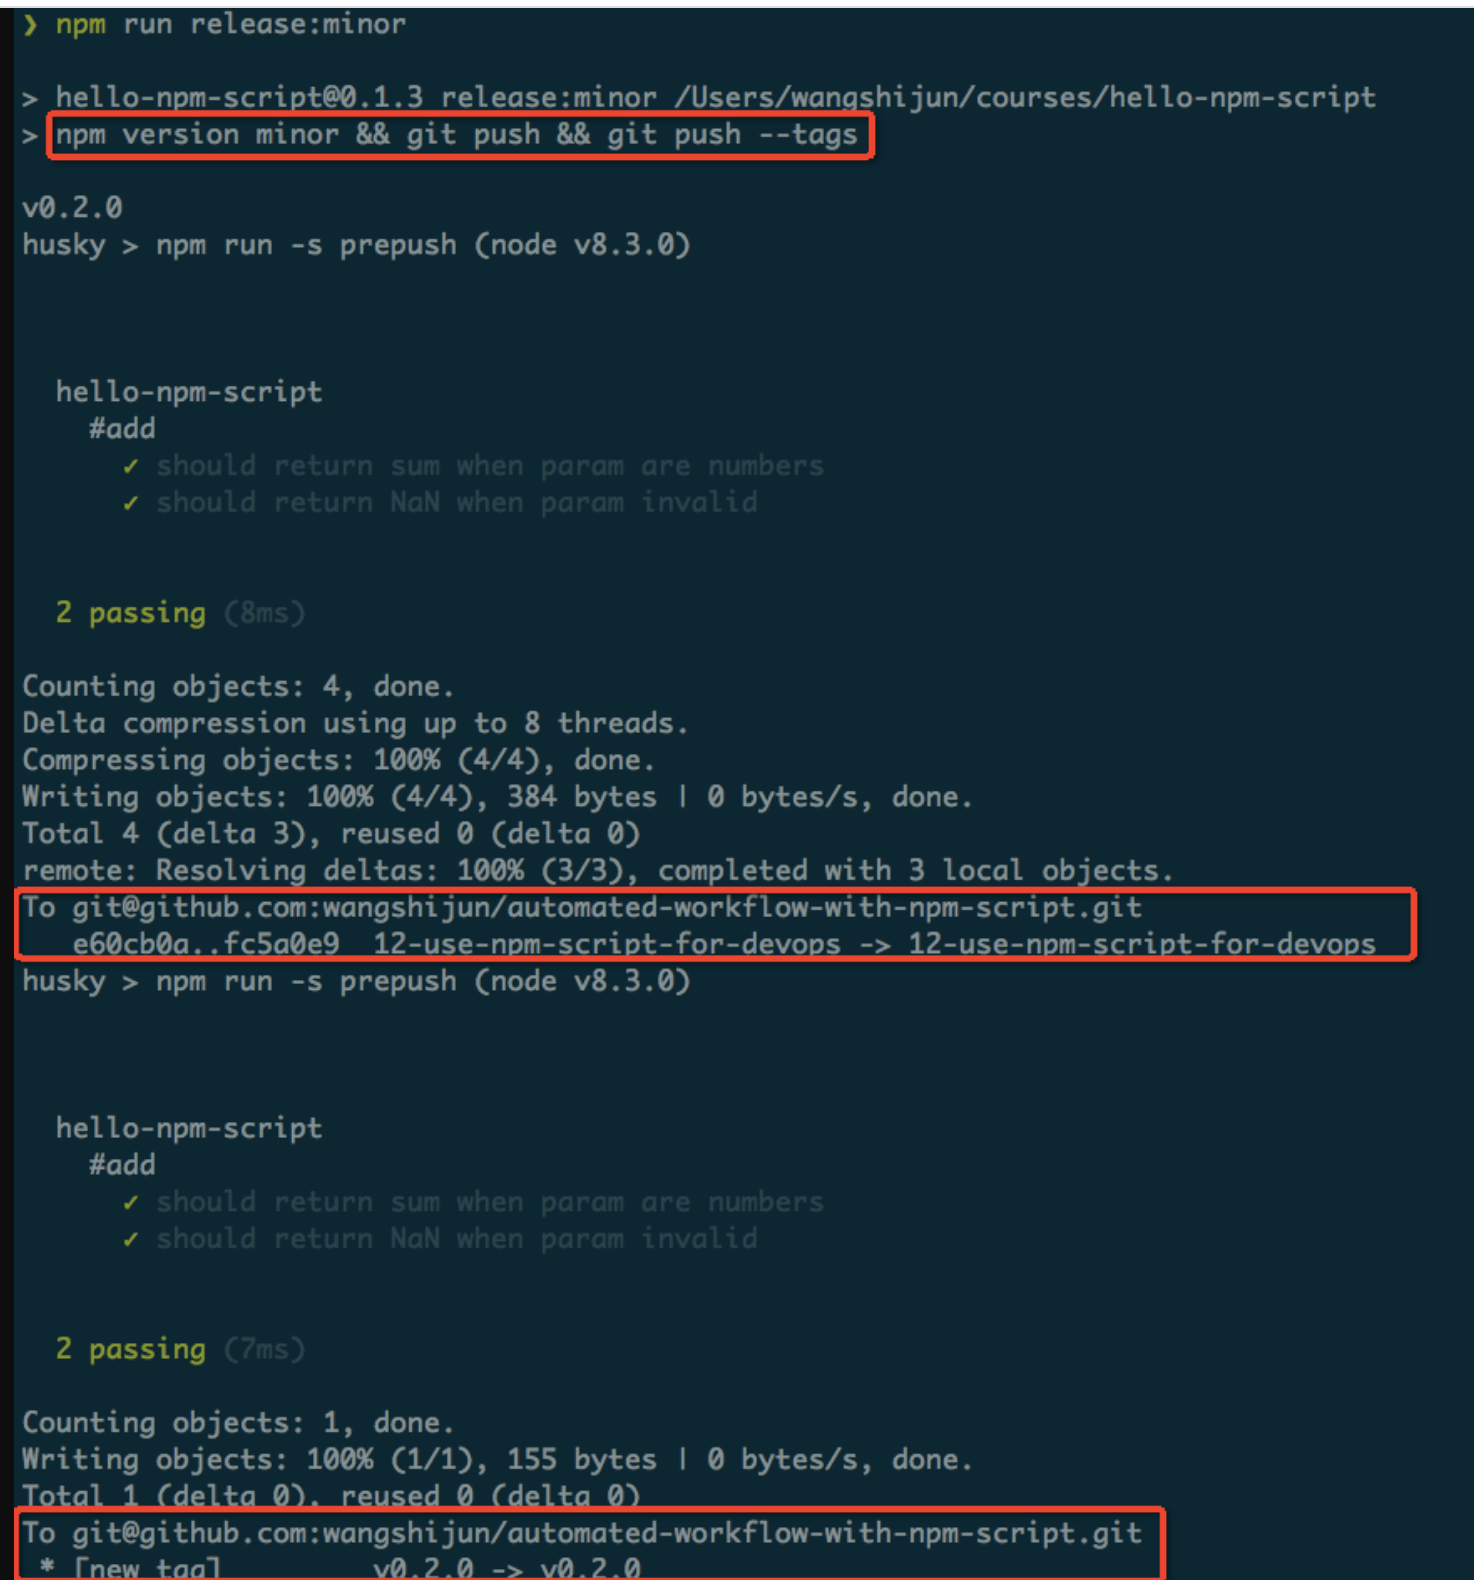 ❯ npm run release:minor
> hello-npm-script@0.1.3 release:minor /Users/wangshijun/courses/hello-npm-script
> npm version minor && git push && git push --tags
v0.2.0
husky > npm run -s prepush (node v8.3.0)
hello-npm-script
#add
✓ should return sum when param are numbers
✓ should return NaN when param invalid
2 passing (8ms)
Counting objects: 4, done.
Delta compression using up to 8 threads.
Compressing objects: 100% (4/4), done.
Writing objects: 100% (4/4), 384 bytes | 0 bytes/s, done.
Total 4 (delta 3), reused 0 (delta 0)
remote: Resolving deltas: 100% (3/3), completed with 3 local objects.
To git@github.com:wangshijun/automated-workflow-with-npm-script.git
e60cb0a..fc5a0e9 12-use-npm-script-for-devops -> 12-use-npm-script-for-devops
husky > npm run -s prepush (node v8.3.0)
hello-npm-script
#add
✓ should return sum when param are numbers
✓ should return NaN when param invalid
2 passing (7ms)
Counting objects: 1, done.
Writing objects: 100% (1/1), 155 bytes | 0 bytes/s, done.
Total 1 (delta 0), reused 0 (delta 0)
To git@github.com:wangshijun/automated-workflow-with-npm-script.git
* [new tag] v0.2.0 -> v0.2.0